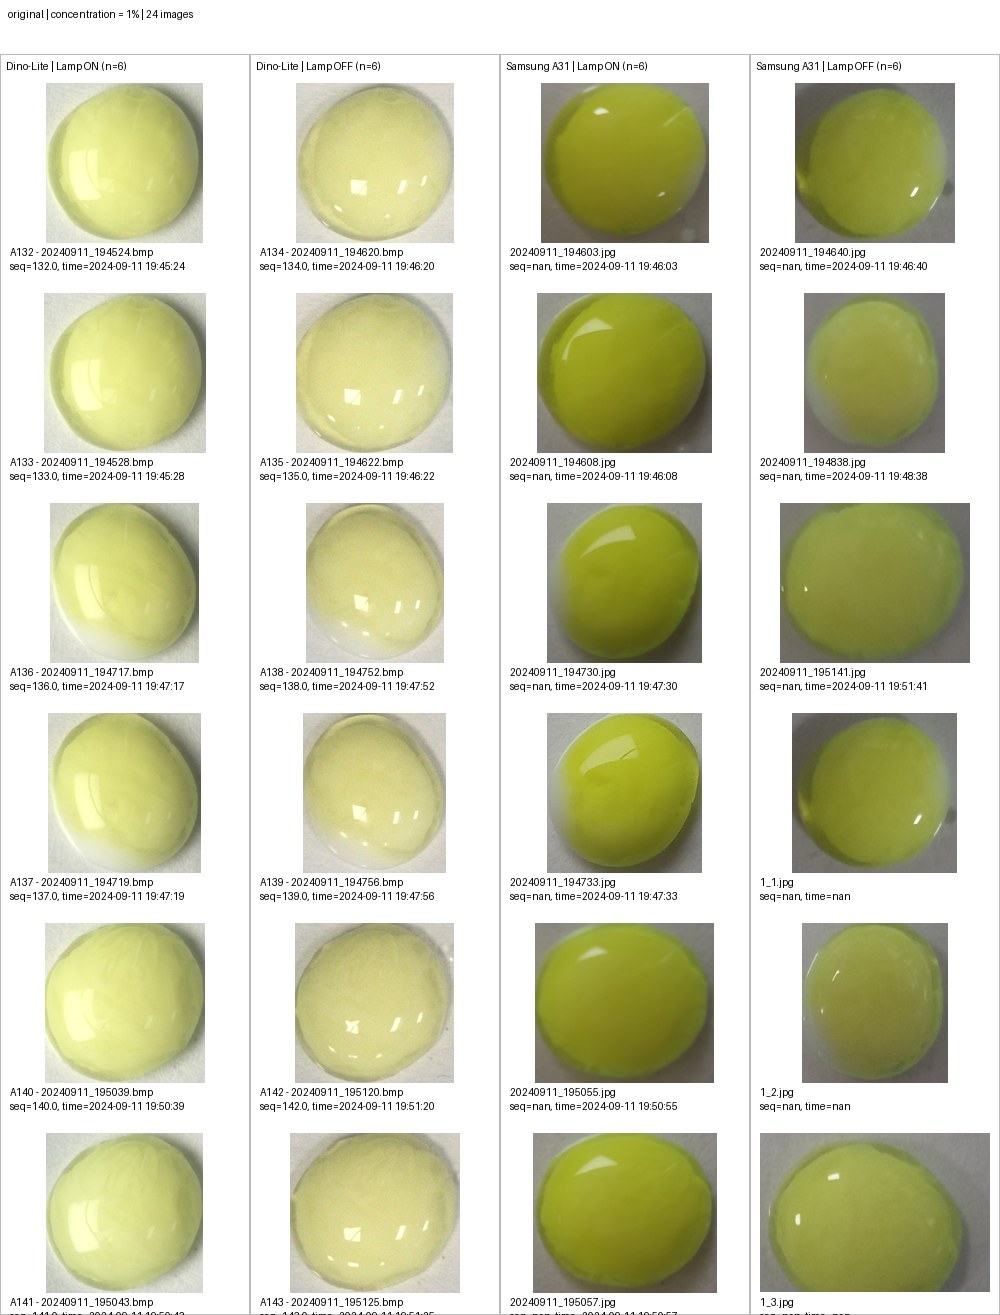 original | concentration = 1% | 24 images
Dino-Lite | Lamp ON (n=6)
Dino-Lite | Lamp OFF (n=6)
Samsung A31 | Lamp ON (n=6)
Samsung A31 | Lamp OFF (n=6)
A132 - 20240911_194524.bmp
seq=132.0, time=2024-09-11 19:45:24
A134 - 20240911_194620.bmp
seq=134.0, time=2024-09-11 19:46:20
20240911_194603.jpg
seq=nan, time=2024-09-11 19:46:03
20240911_194640.jpg
seq=nan, time=2024-09-11 19:46:40
A133 - 20240911_194528.bmp
seq=133.0, time=2024-09-11 19:45:28
A135 - 20240911_194622.bmp
seq=135.0, time=2024-09-11 19:46:22
20240911_194608.jpg
seq=nan, time=2024-09-11 19:46:08
20240911_194838.jpg
seq=nan, time=2024-09-11 19:48:38
A136 - 20240911_194717.bmp
seq=136.0, time=2024-09-11 19:47:17
A138 - 20240911_194752.bmp
seq=138.0, time=2024-09-11 19:47:52
20240911_194730.jpg
seq=nan, time=2024-09-11 19:47:30
20240911_195141.jpg
seq=nan, time=2024-09-11 19:51:41
A137 - 20240911_194719.bmp
seq=137.0, time=2024-09-11 19:47:19
A139 - 20240911_194756.bmp
seq=139.0, time=2024-09-11 19:47:56
20240911_194733.jpg
seq=nan, time=2024-09-11 19:47:33
1_1.jpg
seq=nan, time=nan
A140 - 20240911_195039.bmp
seq=140.0, time=2024-09-11 19:50:39
A142 - 20240911_195120.bmp
seq=142.0, time=2024-09-11 19:51:20
20240911_195055.jpg
seq=nan, time=2024-09-11 19:50:55
1_2.jpg
seq=nan, time=nan
A141 - 20240911_195043.bmp
A143 - 20240911_195125.bmp
20240911_195057.jpg
1_3.jpg